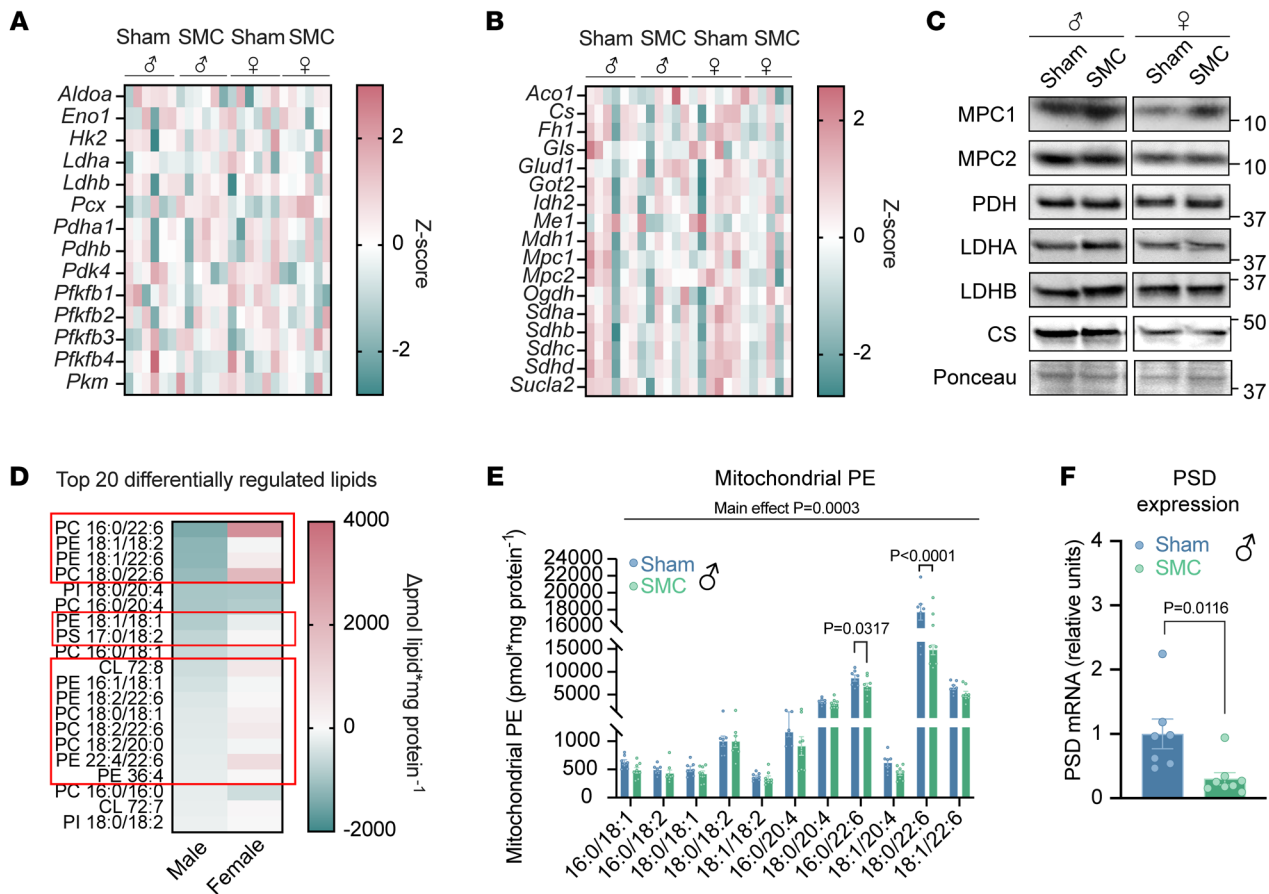 A
Sham SMC Sham SMC
♂ ♂ ♀ ♀
Aldoa
Eno1
Hk2
Ldha
Ldhb
Pcx
Pdha1
Pdhb
Pdk4
Pfkfb1
Pfkfb2
Pfkfb3
Pfkfb4
Pkm
2
0
-2
Z-score
B
Sham SMC Sham SMC
♂ ♂ ♀ ♀
Aco1
Cs
Fh1
Gls
Glud1
Got2
Idh2
Me1
Mdh1
Mpc1
Mpc2
Ogdh
Sdha
Sdhb
Sdhc
Sdhd
Sucla2
2
0
-2
Z-score
C
♂ ♀
Sham SMC Sham SMC
MPC1 10
MPC2 10
PDH 37
LDHA 37
LDHB 37
CS 50
Ponceau 37
D
Top 20 differentially regulated lipids
PC 16:0/22:6
PE 18:1/18:2
PE 18:1/22:6
PC 18:0/22:6
PI 18:0/20:4
PC 16:0/20:4
PE 18:1/18:1
PS 17:0/18:2
PC 16:0/18:1
CL 72:8
PE 16:1/18:1
PE 18:2/22:6
PC 18:0/18:1
PC 18:2/22:6
PC 18:2/20:0
PE 22:4/22:6
PE 36:4
PC 16:0/16:0
CL 72:7
PI 18:0/18:2
Male Female
4000
2000
0
-2000
Δpmol lipid*mg protein⁻¹
E
Mitochondrial PE
Main effect P=0.0003
Sham ♂
SMC
P<0.0001
P=0.0317
Mitochondrial PE (pmol*mg protein⁻¹)
24000
22000
20000
18000
16000
15000
10000
5000
1000
500
0
16:0/18:1
16:0/18:2
18:0/18:1
18:0/18:2
18:1/18:2
16:0/20:4
18:0/20:4
16:0/22:6
18:1/20:4
18:0/22:6
18:1/22:6
F
PSD
expression
Sham ♂
SMC
P=0.0116
PSD mRNA (relative units)
4
3
2
1
0